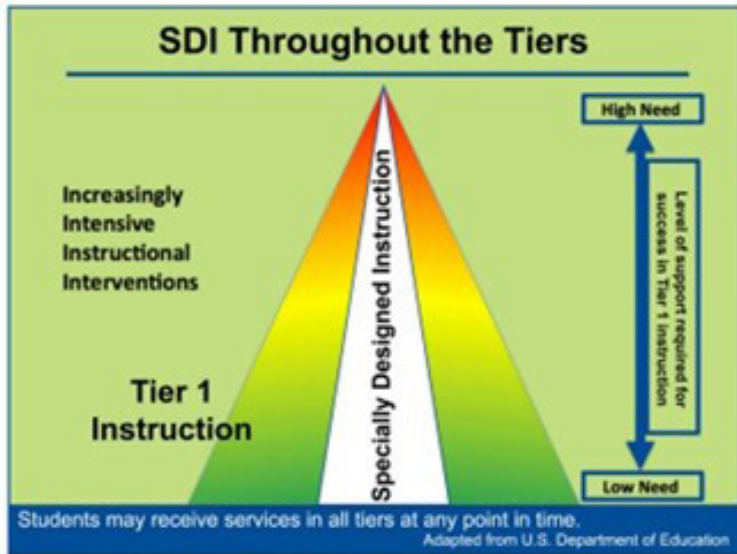 SDI Throughout the Tiers
High Need
Increasingly
Intensive
Instructional
Interventions
Specially Designed Instruction
Level of support required for
success in Tier 1 instruction
Tier 1
Instruction
Low Need
Students may receive services in all tiers at any point in time.
Adapted from U.S. Department of Education